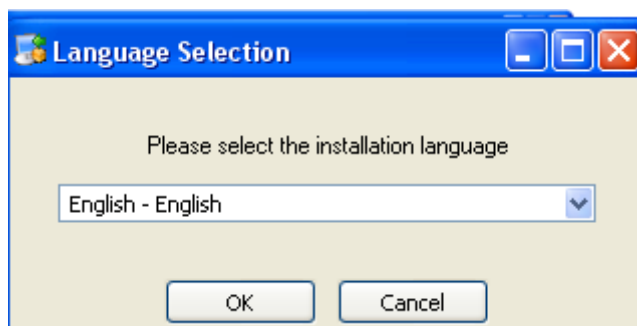 Language Selection
Please select the installation language
English - English
OK
Cancel